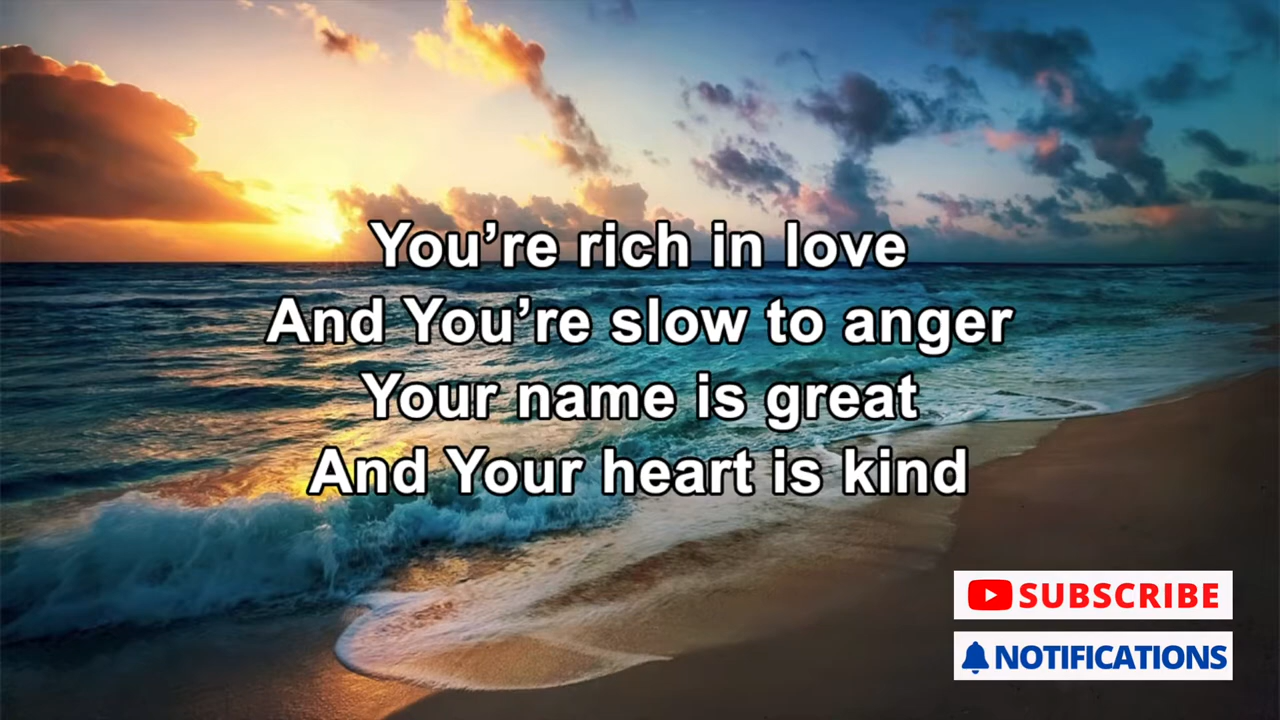 You’re rich in love
And You’re slow to anger
Your name is great
And Your heart is kind
SUBSCRIBE
NOTIFICATIONS